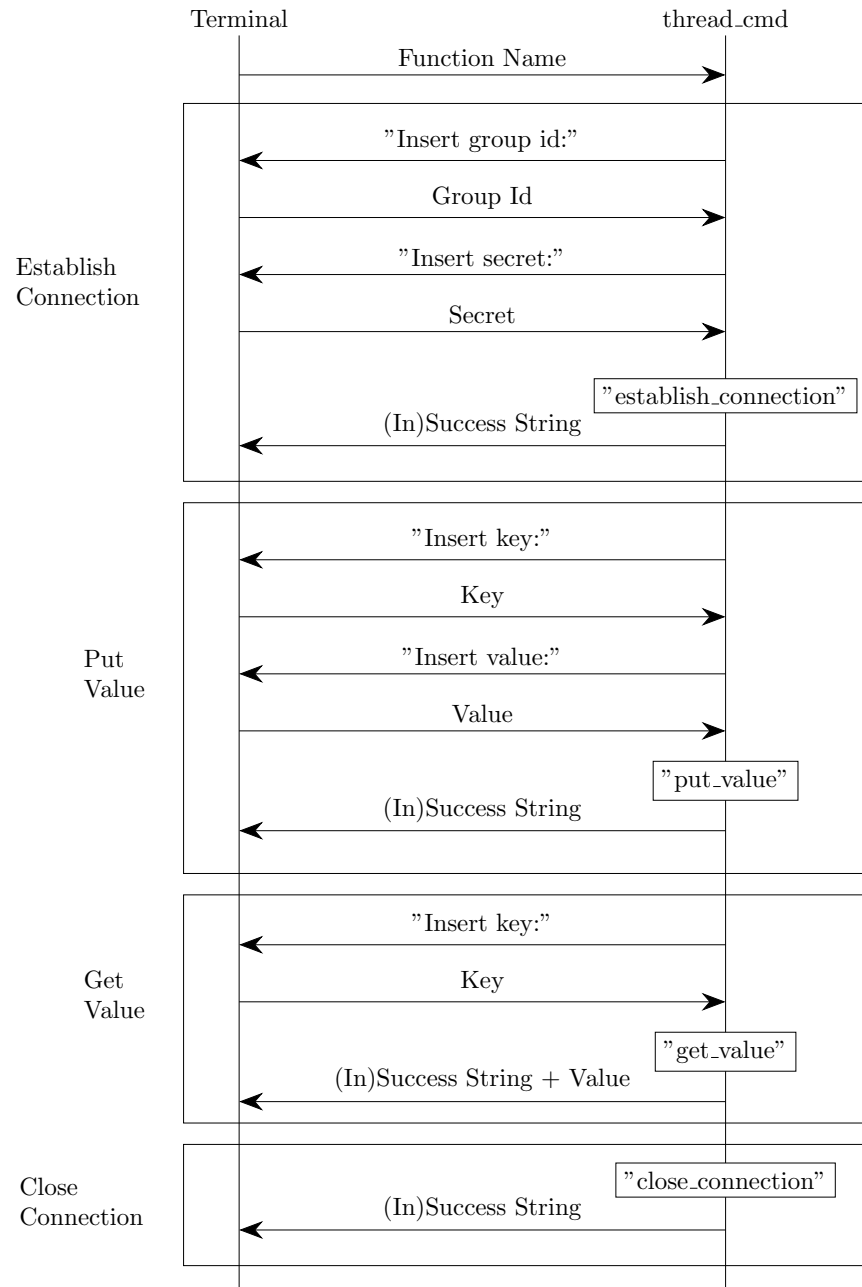 Terminal
thread_cmd
Function Name
”Insert group id:”
Group Id
Establish
Connection
”Insert secret:”
Secret
”establish_connection”
(In)Success String
”Insert key:”
Key
Put
Value
”Insert value:”
Value
”put_value”
(In)Success String
”Insert key:”
Get
Value
Key
”get_value”
(In)Success String + Value
Close
Connection
”close_connection”
(In)Success String